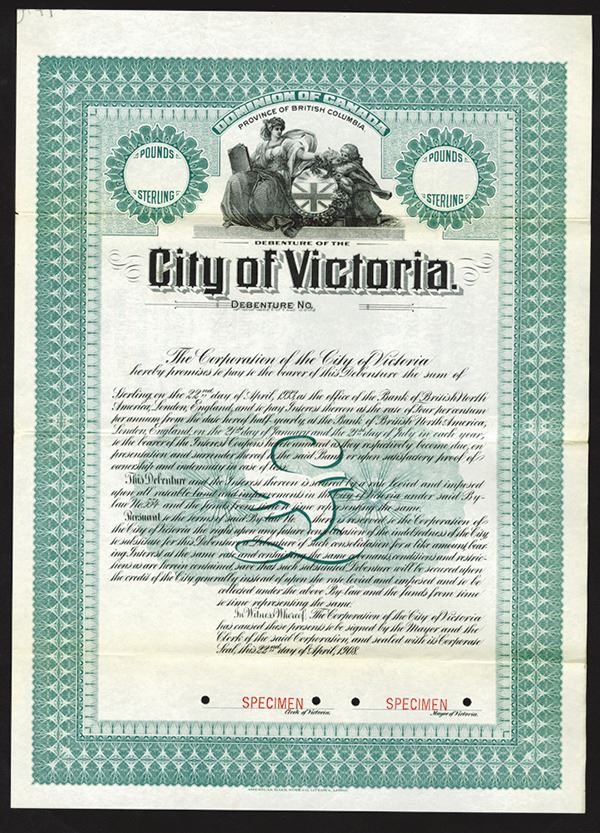 DOMINION OF CANADA
PROVINCE OF BRITISH COLUMBIA.
POUNDS
STERLING
POUNDS
STERLING
DEBENTURE OF THE
City of Victoria.
DEBENTURE No.
The Corporation of the City of Victoria
hereby promises to pay to the bearer of this Debenture the sum of
Sterling, on the 22nd day of April, 1933, at the office of the Bank of British North
America, London, England, and to pay Interest thereon at the rate of four per centum
per annum from the date hereof half-yearly, at the Bank of British North America,
London, England, on the day of January and the day of July in each year,
to the bearer of the Interest Coupons hereto annexed as they respectively become due, on
presentation and surrender thereof to the said Bank or upon satisfactory proof of
ownership and indemnity in case of loss.
This Debenture and the Interest thereon is secured by a rate levied and imposed
upon all rateable land and improvements in the City of Victoria under said By-
law No. and the funds from time to time representing the same.
Pursuant to the terms of said By-law No. there is reserved to the Corporation of
the City of Victoria the right upon any future consolidation of the indebtedness of the City
to substitute for this Debenture a Debenture of such consolidation for a like amount bear-
ing Interest at the same rate and containing the same covenants, conditions and restric-
tions as are herein contained, save that such substituted Debenture will be secured upon
the credit of the City generally instead of upon the rate levied and imposed and to be
collected under the above By-law and the funds from time
to time representing the same.
In Witness Whereof The Corporation of the City of Victoria
has caused these presents to be signed by the Mayor and the
Clerk of the said Corporation, and sealed with its Corporate
Seal, this 22nd day of April, 1908.
SPECIMEN
SPECIMEN
Clerk of Victoria.
Mayor of Victoria.
AMERICAN BANK NOTE CO. OTTAWA.